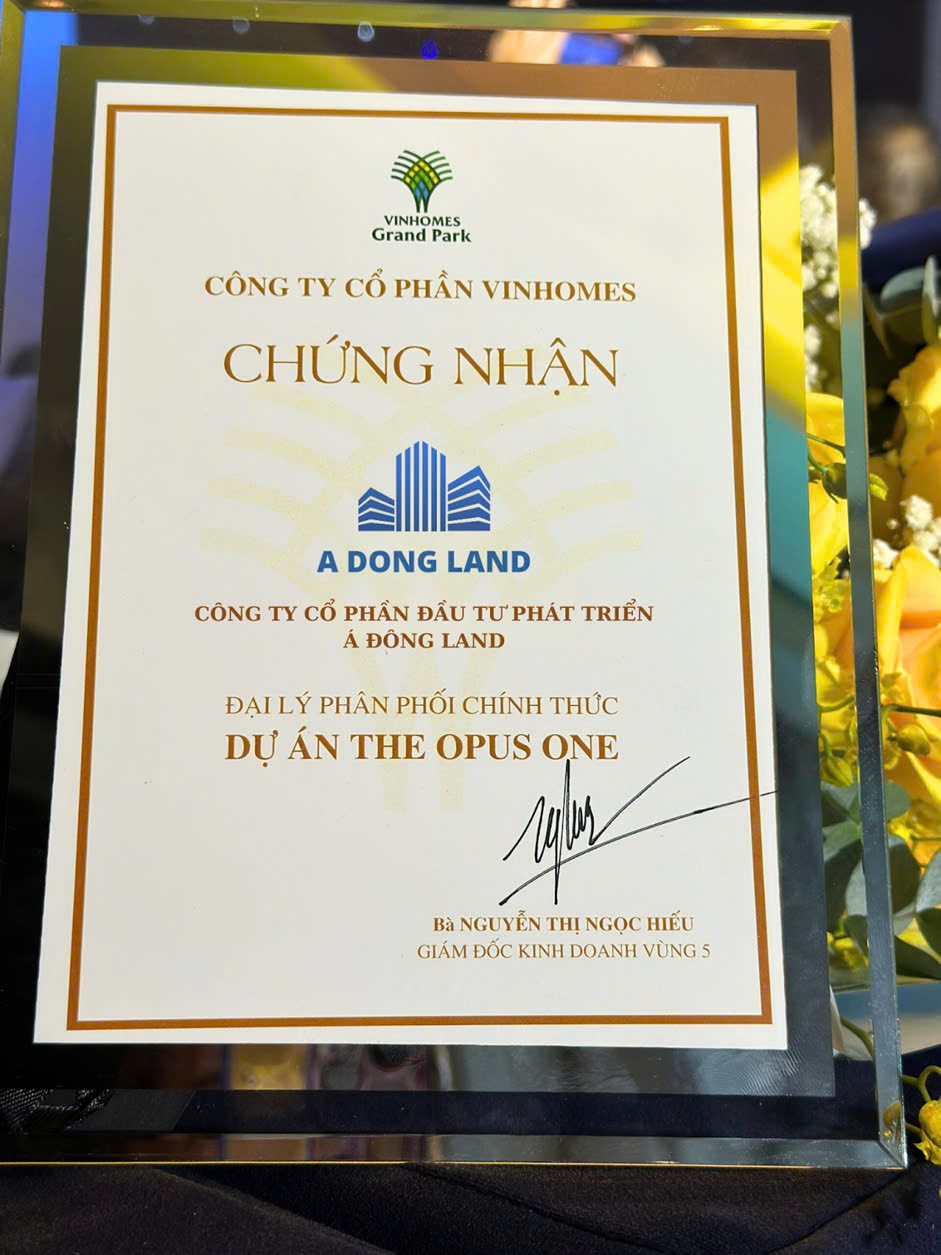 VINHOMES
Grand Park
CÔNG TY CỔ PHẦN VINHOMES
CHỨNG NHẬN
A DONG LAND
CÔNG TY CỔ PHẦN ĐẦU TƯ PHÁT TRIỂN
Á ĐÔNG LAND
ĐẠI LÝ PHÂN PHỐI CHÍNH THỨC
DỰ ÁN THE OPUS ONE
Bà NGUYỄN THỊ NGỌC HIẾU
GIÁM ĐỐC KINH DOANH VÙNG 5